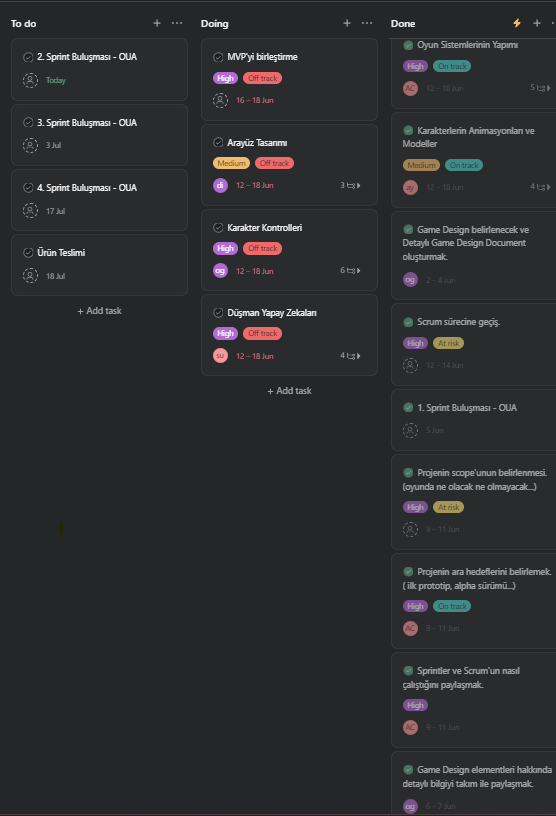 To do
2. Sprint Buluşması - OUA
Today
3. Sprint Buluşması - OUA
3 Jul
4. Sprint Buluşması - OUA
17 Jul
Ürün Teslimi
18 Jul
+ Add task
Doing
MVP'yi birleştirme
High Off track
16 – 18 Jun
Arayüz Tasarımı
Medium Off track
di 12 – 18 Jun 3
Karakter Kontrolleri
High Off track
og 12 – 18 Jun 6
Düşman Yapay Zekaları
High Off track
su 12 – 18 Jun 4
+ Add task
Done
Oyun Sistemlerinin Yapımı
High On track
AC 12 – 18 Jun 5
Karakterlerin Animasyonları ve
Modeller
Medium On track
ay 12 – 18 Jun 4
Game Design belirlenecek ve
Detaylı Game Design Document
oluşturmak.
og 2 – 4 Jun
Scrum sürecine geçiş.
High At risk
12 – 14 Jun
1. Sprint Buluşması - OUA
5 Jun
Projenin scope'unun belirlenmesi.
(oyunda ne olacak ne olmayacak...)
High At risk
9 – 11 Jun
Projenin ara hedeflerini belirlemek.
( ilk prototip, alpha sürümü...)
High On track
AC 9 – 11 Jun
Sprintler ve Scrum'un nasıl
çalıştığını paylaşmak.
High
AC 9 – 11 Jun
Game Design elementleri hakkında
detaylı bilgiyi takım ile paylaşmak.
og 6 – 7 Jun